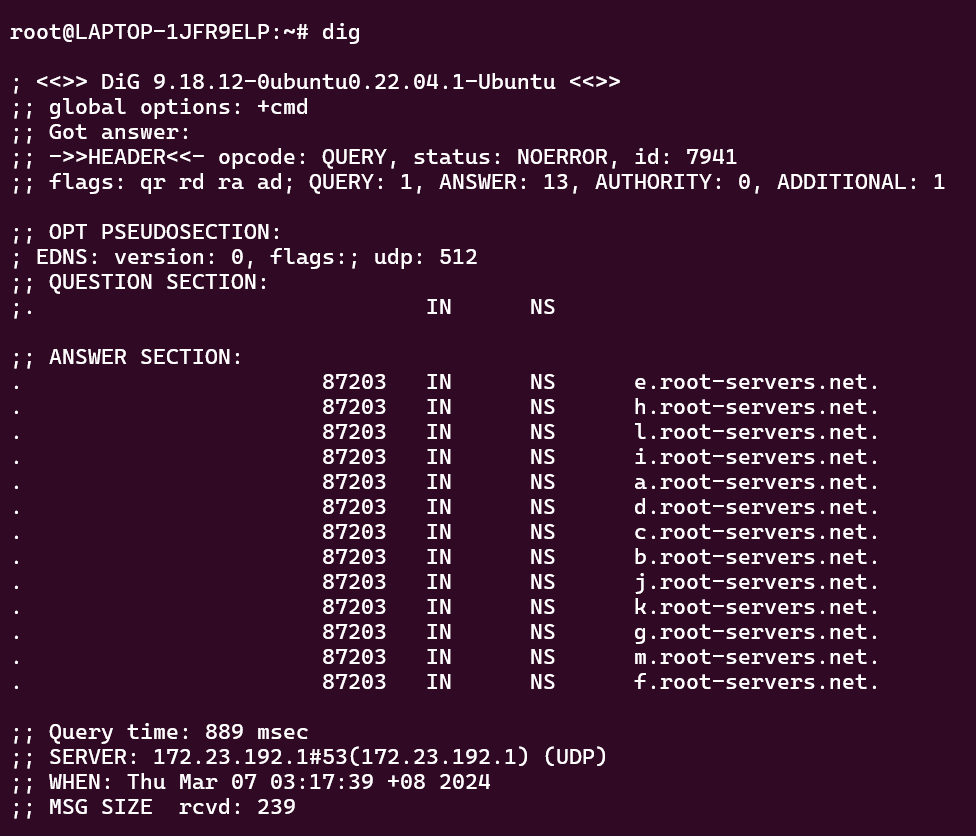 root@LAPTOP-1JFR9ELP:~# dig

; <<>> DiG 9.18.12-0ubuntu0.22.04.1-Ubuntu <<>>
;; global options: +cmd
;; Got answer:
;; ->>HEADER<<- opcode: QUERY, status: NOERROR, id: 7941
;; flags: qr rd ra ad; QUERY: 1, ANSWER: 13, AUTHORITY: 0, ADDITIONAL: 1

;; OPT PSEUDOSECTION:
; EDNS: version: 0, flags:; udp: 512
;; QUESTION SECTION:
;.				IN	NS

;; ANSWER SECTION:
.			87203	IN	NS	e.root-servers.net.
.			87203	IN	NS	h.root-servers.net.
.			87203	IN	NS	l.root-servers.net.
.			87203	IN	NS	i.root-servers.net.
.			87203	IN	NS	a.root-servers.net.
.			87203	IN	NS	d.root-servers.net.
.			87203	IN	NS	c.root-servers.net.
.			87203	IN	NS	b.root-servers.net.
.			87203	IN	NS	j.root-servers.net.
.			87203	IN	NS	k.root-servers.net.
.			87203	IN	NS	g.root-servers.net.
.			87203	IN	NS	m.root-servers.net.
.			87203	IN	NS	f.root-servers.net.

;; Query time: 889 msec
;; SERVER: 172.23.192.1#53(172.23.192.1) (UDP)
;; WHEN: Thu Mar 07 03:17:39 +08 2024
;; MSG SIZE  rcvd: 239